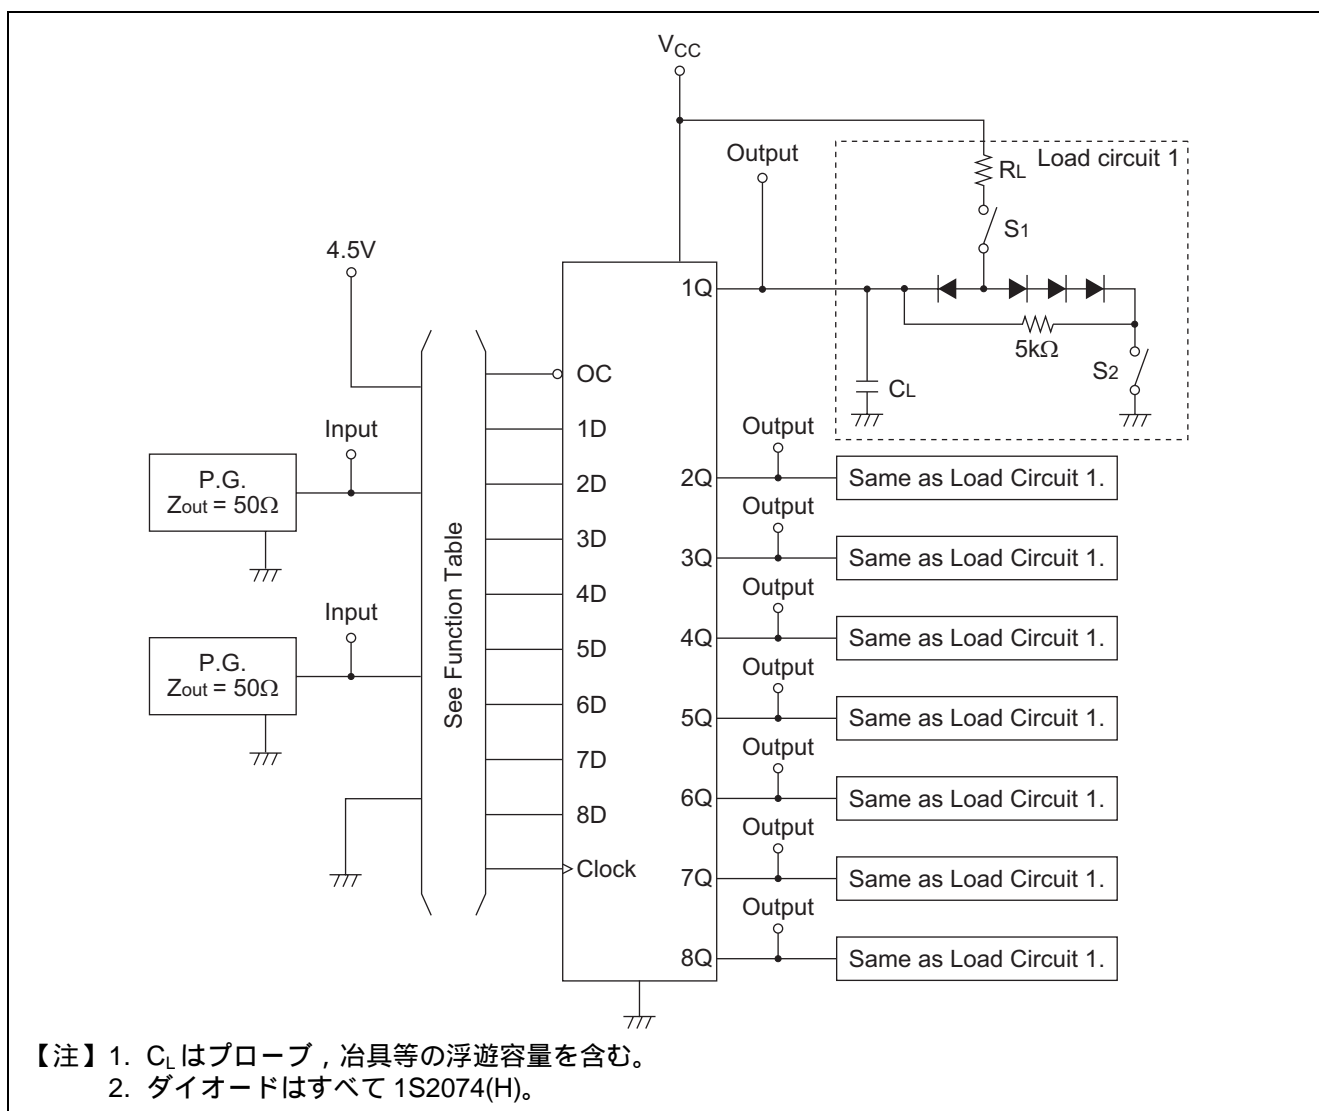 VCC
Output
Load circuit 1
RL
S1
4.5V
1Q
5kΩ
S2
CL
OC
Input
1D
Output
P.G.
Zout = 50Ω
2D
2Q
Same as Load Circuit 1.
See Function Table
3D
Output
3Q
Same as Load Circuit 1.
4D
Output
Input
4Q
Same as Load Circuit 1.
5D
P.G.
Zout = 50Ω
Output
6D
5Q
Same as Load Circuit 1.
7D
Output
6Q
Same as Load Circuit 1.
8D
Output
Clock
7Q
Same as Load Circuit 1.
Output
8Q
Same as Load Circuit 1.
【注】1. CLはプローブ , 冶具等の浮遊容量を含む。
2. ダイオードはすべて 1S2074(H)。